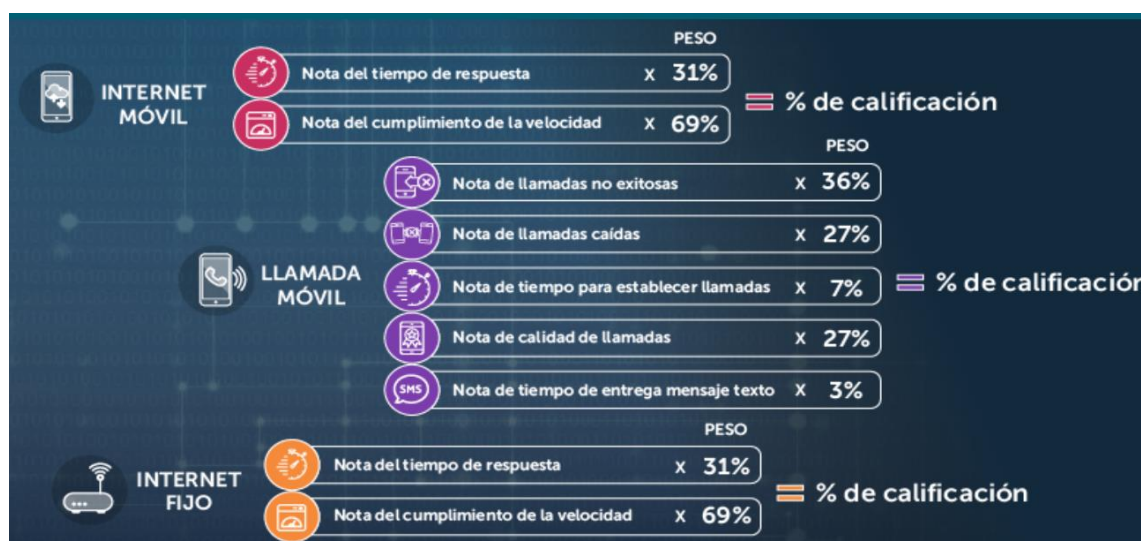 PESO
INTERNET
MÓVIL
Nota del tiempo de respuesta x 31%
Nota del cumplimiento de la velocidad x 69%
= % de calificación
PESO
LLAMADA
MÓVIL
Nota de llamadas no exitosas x 36%
Nota de llamadas caídas x 27%
Nota de tiempo para establecer llamadas x 7%
Nota de calidad de llamadas x 27%
SMS Nota de tiempo de entrega mensaje texto x 3%
= % de calificación
PESO
INTERNET
FIJO
Nota del tiempo de respuesta x 31%
Nota del cumplimiento de la velocidad x 69%
= % de calificación